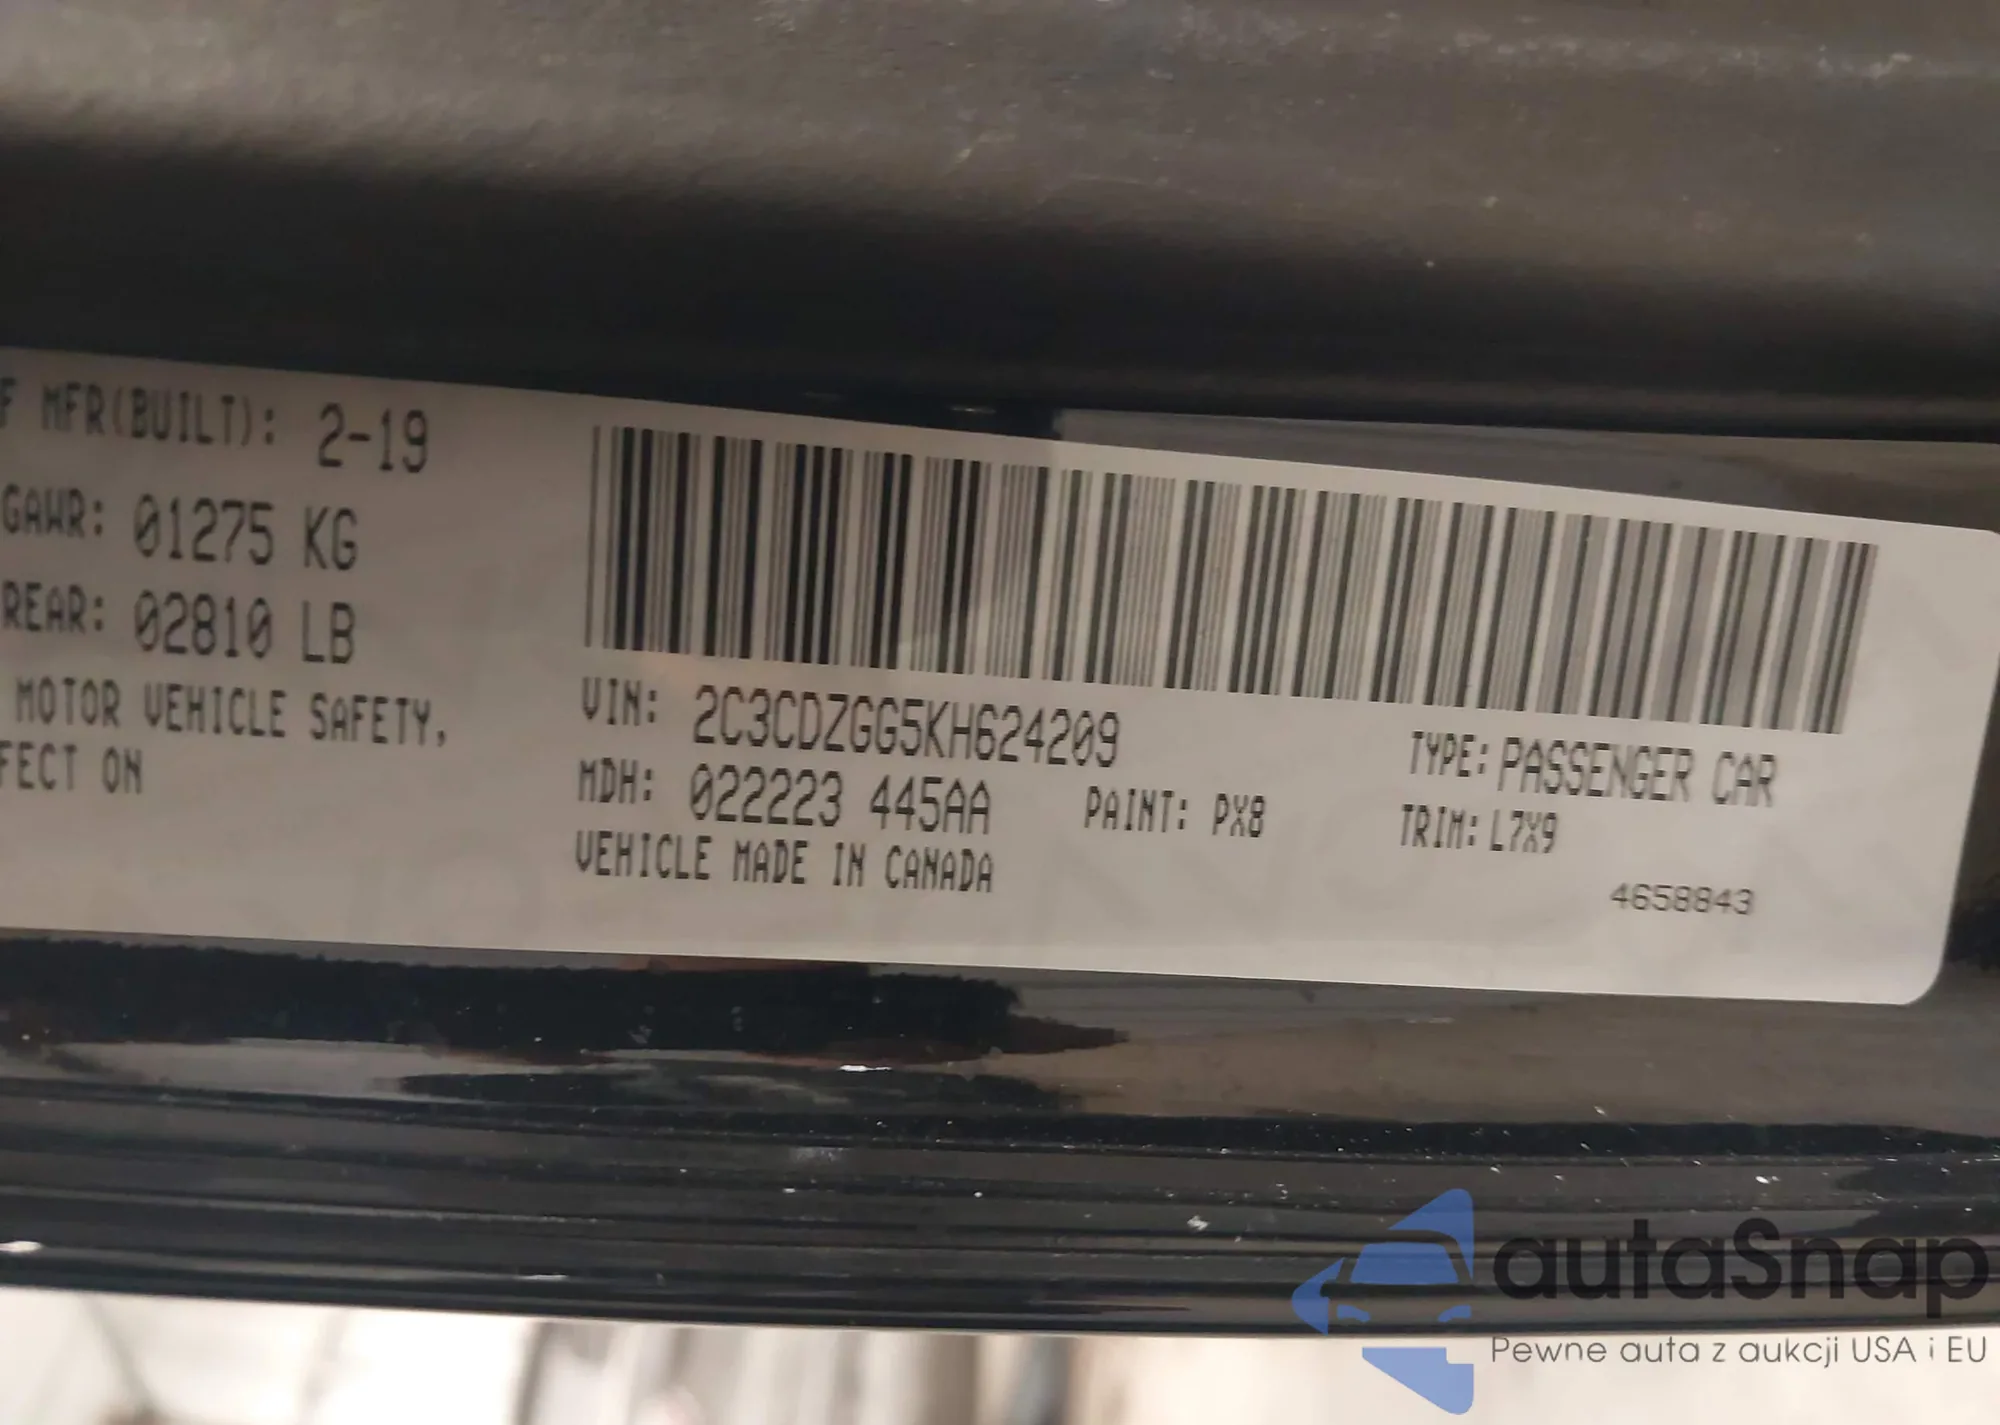 F MFR(BUILT): 2-19
GAWR: 01275 KG
REAR: 02810 LB
MOTOR VEHICLE SAFETY,
FECT ON
VIN: 2C3CDZGG5KH624209
TYPE: PASSENGER CAR
MDH: 022223 445AA PAINT: PX8 TRIM: L7X9
VEHICLE MADE IN CANADA
4658843
autaSnap
Pewne auta z aukcji USA i EU